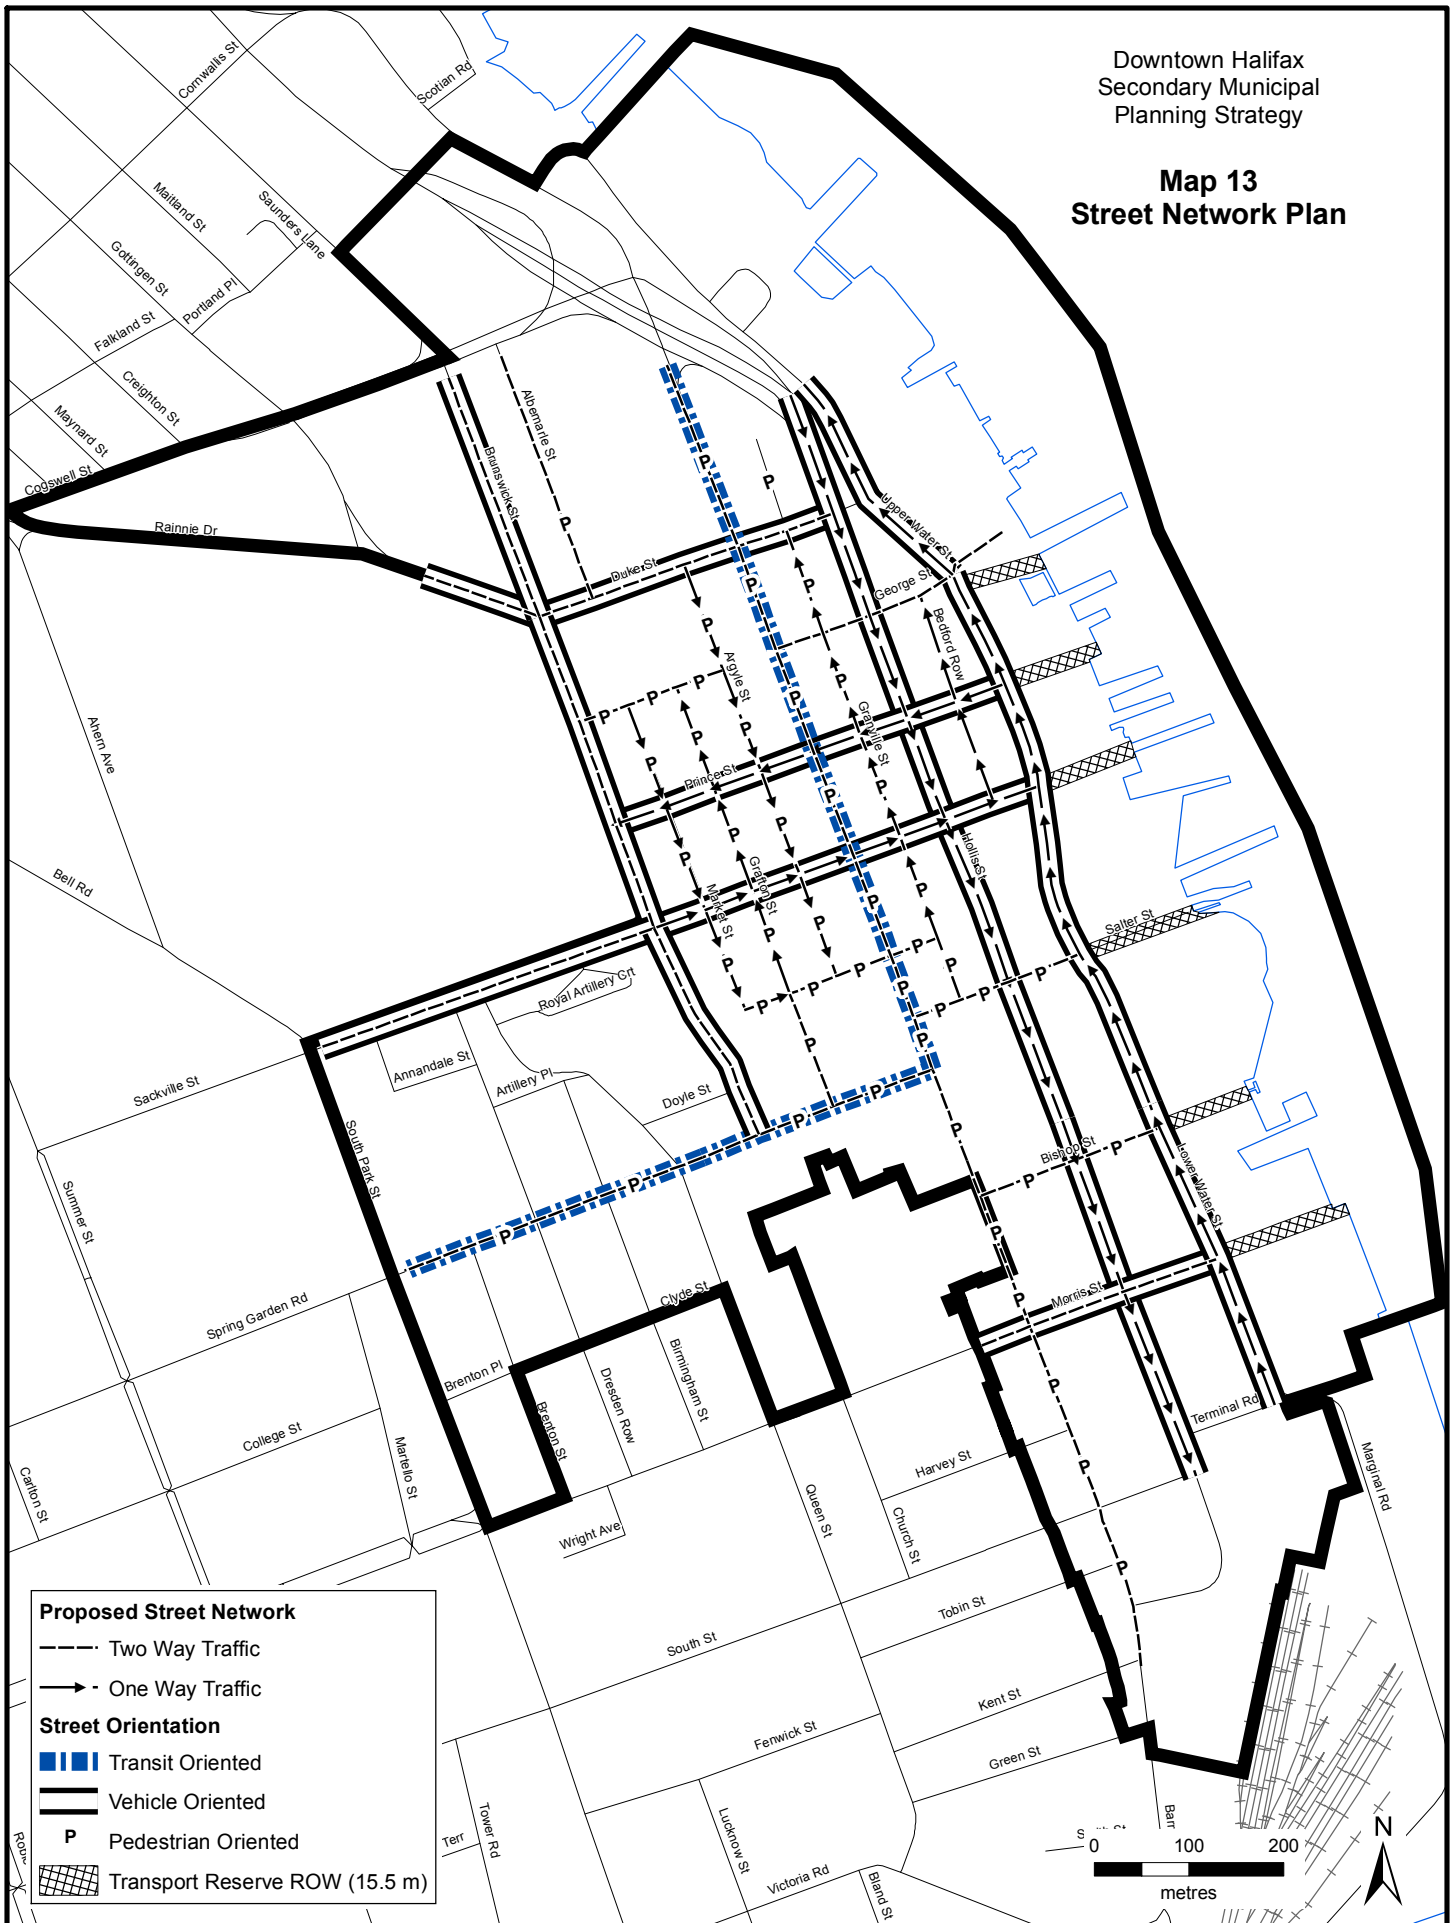 Downtown Halifax
Secondary Municipal
Planning Strategy
Map 13
Street Network Plan
Cornwallis St
Scotian Rd
Maitland St
Saunders Lane
Gottingen St
Portland Pl
Falkland St
Creighton St
Maynard St
Cogswell St
Rainnie Dr
Albemarle St
Brunswick St
P
P
P
Upper Water St
Duke St
P
P
George St
P
Bedford Row
Argyle St
P
P
P
P
P
P
Granville St
P
P
Ahern Ave
P
P
Prince St
P
P
P
P
P
P
Hollis St
Grafton St
Market St
Bell Rd
P
P
P
P
P
Salter St
P
P
P
P
P
P
P
P
P
P
P
Royal Artillery Crt
P
P
Annandale St
Artillery Pl
Doyle St
Sackville St
P
P
South Park St
P
Bishop St
P
P
Lower Water St
Summer St
P
P
P
Spring Garden Rd
Clyde St
Morris St
P
Brenton Pl
Birmingham St
Dresden Row
Brenton St
P
Terminal Rd
College St
Martello St
Carlton St
Harvey St
P
Marginal Rd
Queen St
Church St
Wright Ave
P
Tobin St
South St
Kent St
Fenwick St
Green St
Tower Rd
Terr
Lucknow St
Victoria Rd
Bland St
Proposed Street Network
Two Way Traffic
One Way Traffic
Street Orientation
Transit Oriented
Vehicle Oriented
P Pedestrian Oriented
Transport Reserve ROW (15.5 m)
0 100 200
metres
N